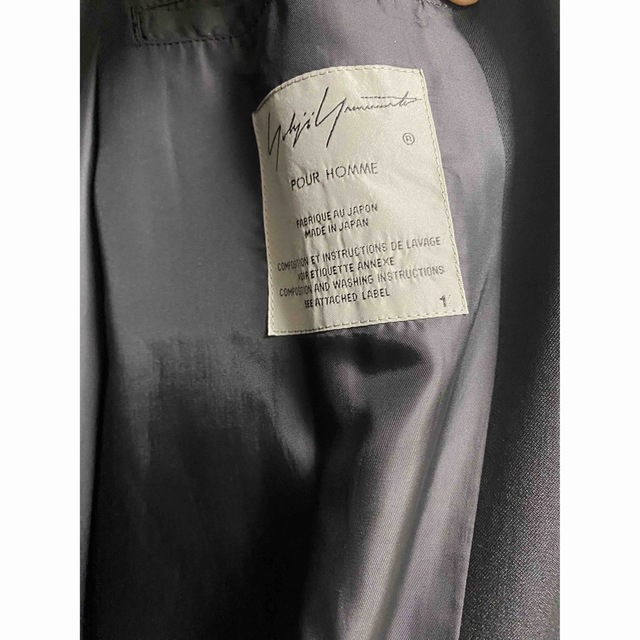 Yohji Yamamoto
®
POUR HOMME
FABRIQUE AU JAPON
MADE IN JAPAN
COMPOSITION ET INSTRUCTIONS DE LAVAGE
VOIR ETIQUETTE ANNEXE
COMPOSITION AND WASHING INSTRUCTIONS
SEE ATTACHED LABEL
1